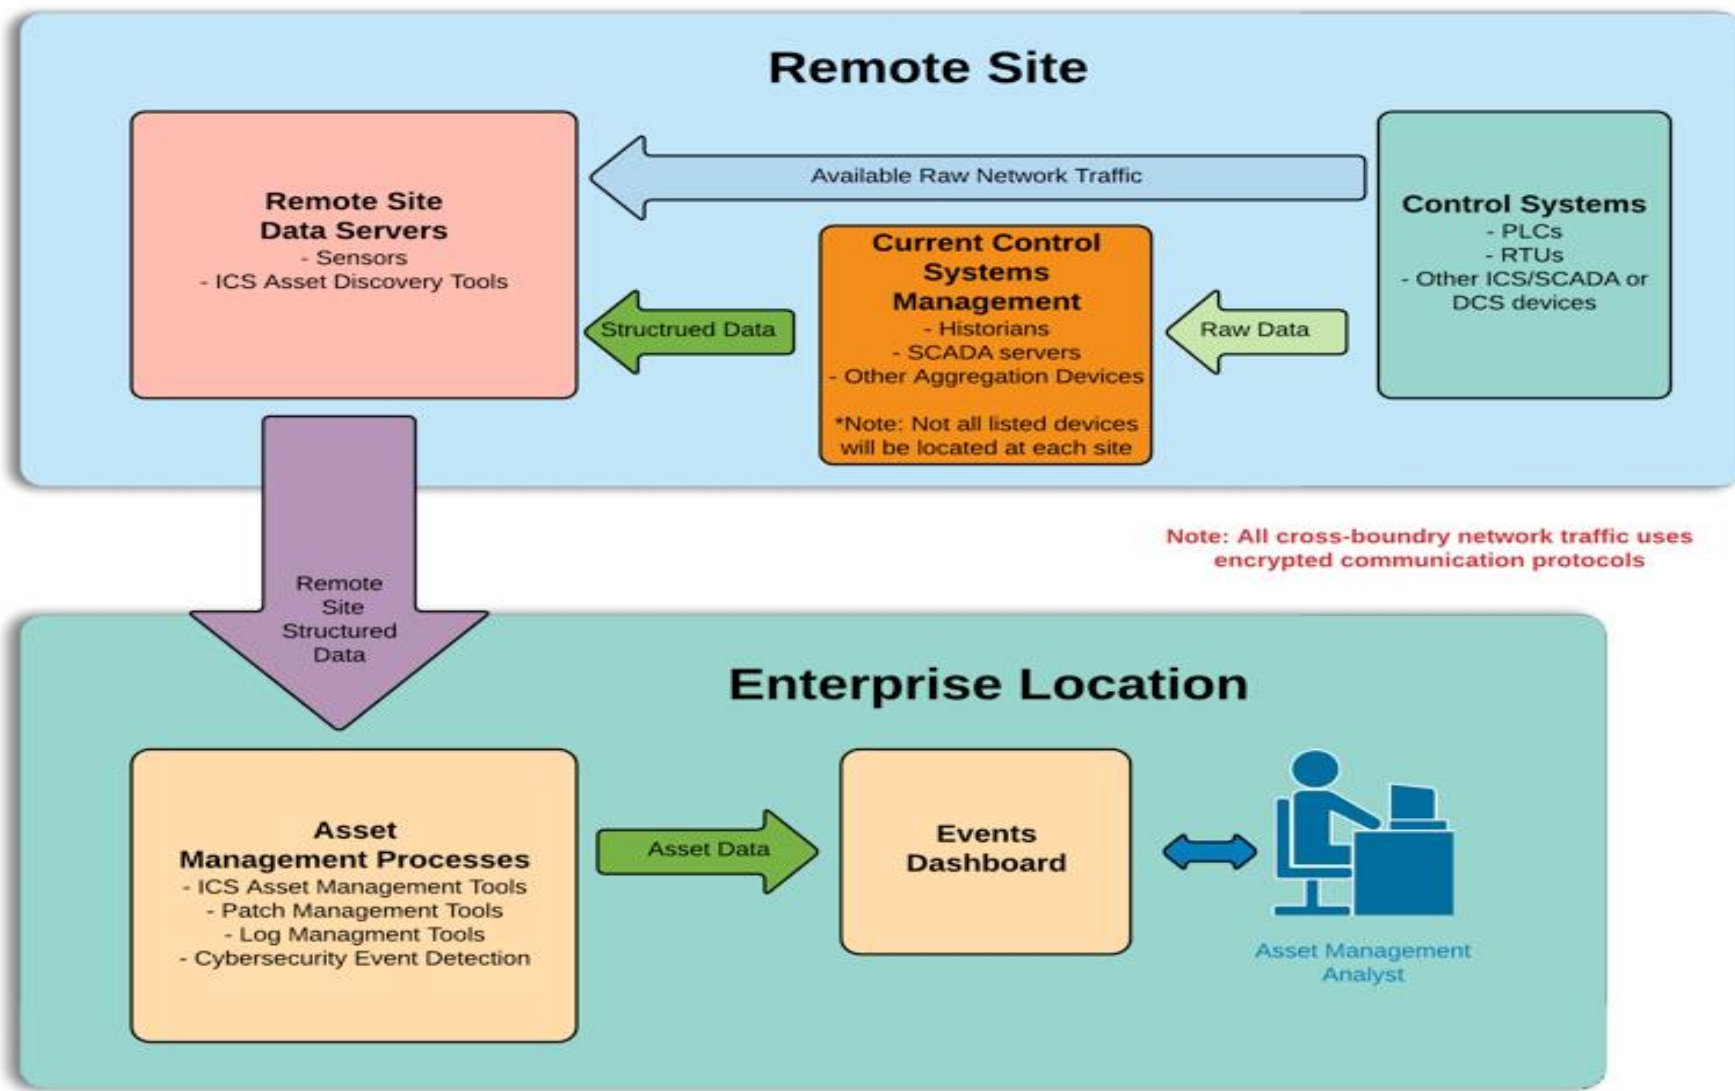 Remote Site
Remote Site
Data Servers
- Sensors
- ICS Asset Discovery Tools
Available Raw Network Traffic
Control Systems
- PLCs
- RTUs
- Other ICS/SCADA or
DCS devices
Structrued Data
Current Control
Systems
Management
- Historians
- SCADA servers
- Other Aggregation Devices
*Note: Not all listed devices
will be located at each site
Raw Data
Note: All cross-boundry network traffic uses
encrypted communication protocols
Remote
Site
Structured
Data
Enterprise Location
Asset
Management Processes
- ICS Asset Management Tools
- Patch Management Tools
- Log Managment Tools
- Cybersecurity Event Detection
Asset Data
Events
Dashboard
Asset Management
Analyst